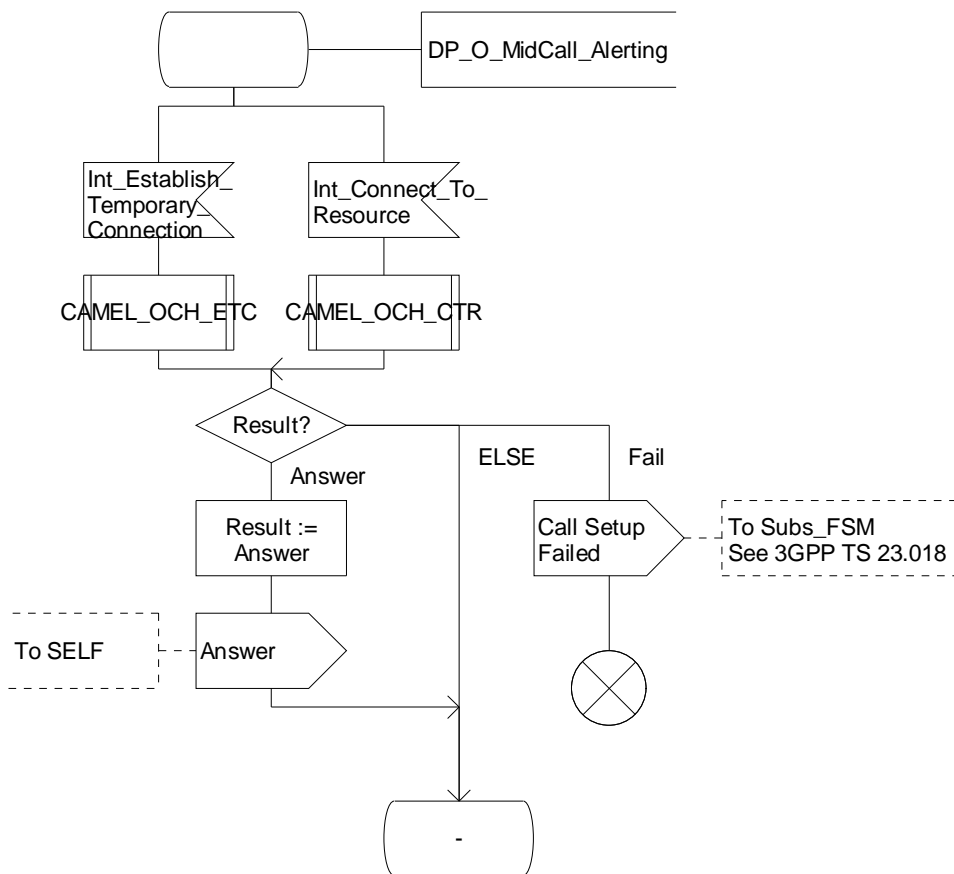 DP_O_MidCall_Alerting
Int_Establish_
Temporary_
Connection
Int_Connect_To_
Resource
CAMEL_OCH_ETC
CAMEL_OCH_CTR
Result?
ELSE
Fail
Answer
Result :=
Answer
Call Setup
Failed
To Subs_FSM
See 3GPP TS 23.018
To SELF
Answer
-